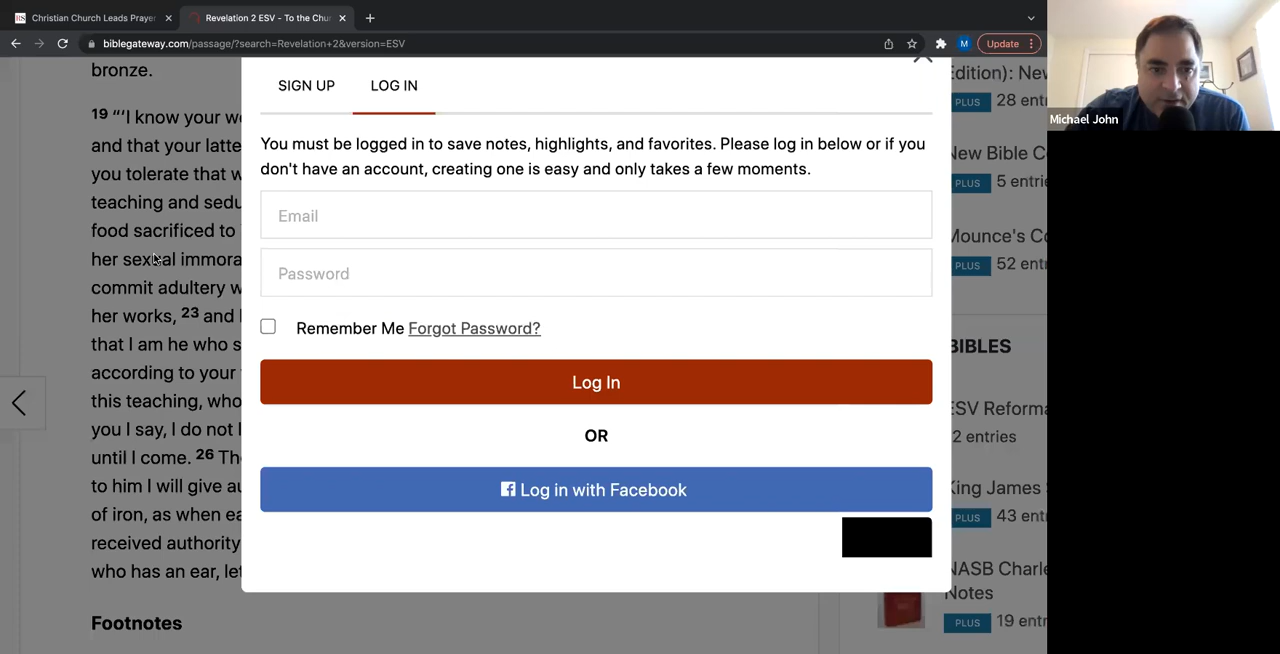 Christian Church Leads Prayer
Revelation 2 ESV - To the Chur
biblegateway.com/passage/?search=Revelation+2&version=ESV
M
Update
Michael John
bronze.
19 “‘I know your
and that your latte
you tolerate that
teaching and sedu
food sacrificed to
her sexual immora
commit adultery
her works, 23 and
that I am he who s
according to your
this teaching, who
you I say, I do not
until I come. 26 Th
to him I will give au
of iron, as when ea
received authority
who has an ear, let
Footnotes
SIGN UP
LOG IN
You must be logged in to save notes, highlights, and favorites. Please log in below or if you
don't have an account, creating one is easy and only takes a few moments.
Email
Password
Remember Me Forgot Password?
Log In
OR
Log in with Facebook
Edition): Ne
PLUS 28 ent
New Bible Co
PLUS 5 entri
Mounce's Co
PLUS 52 ent
BIBLES
ESV Reforma
2 entries
King James
PLUS 43 ent
NASB Charle
Notes
PLUS 19 ent